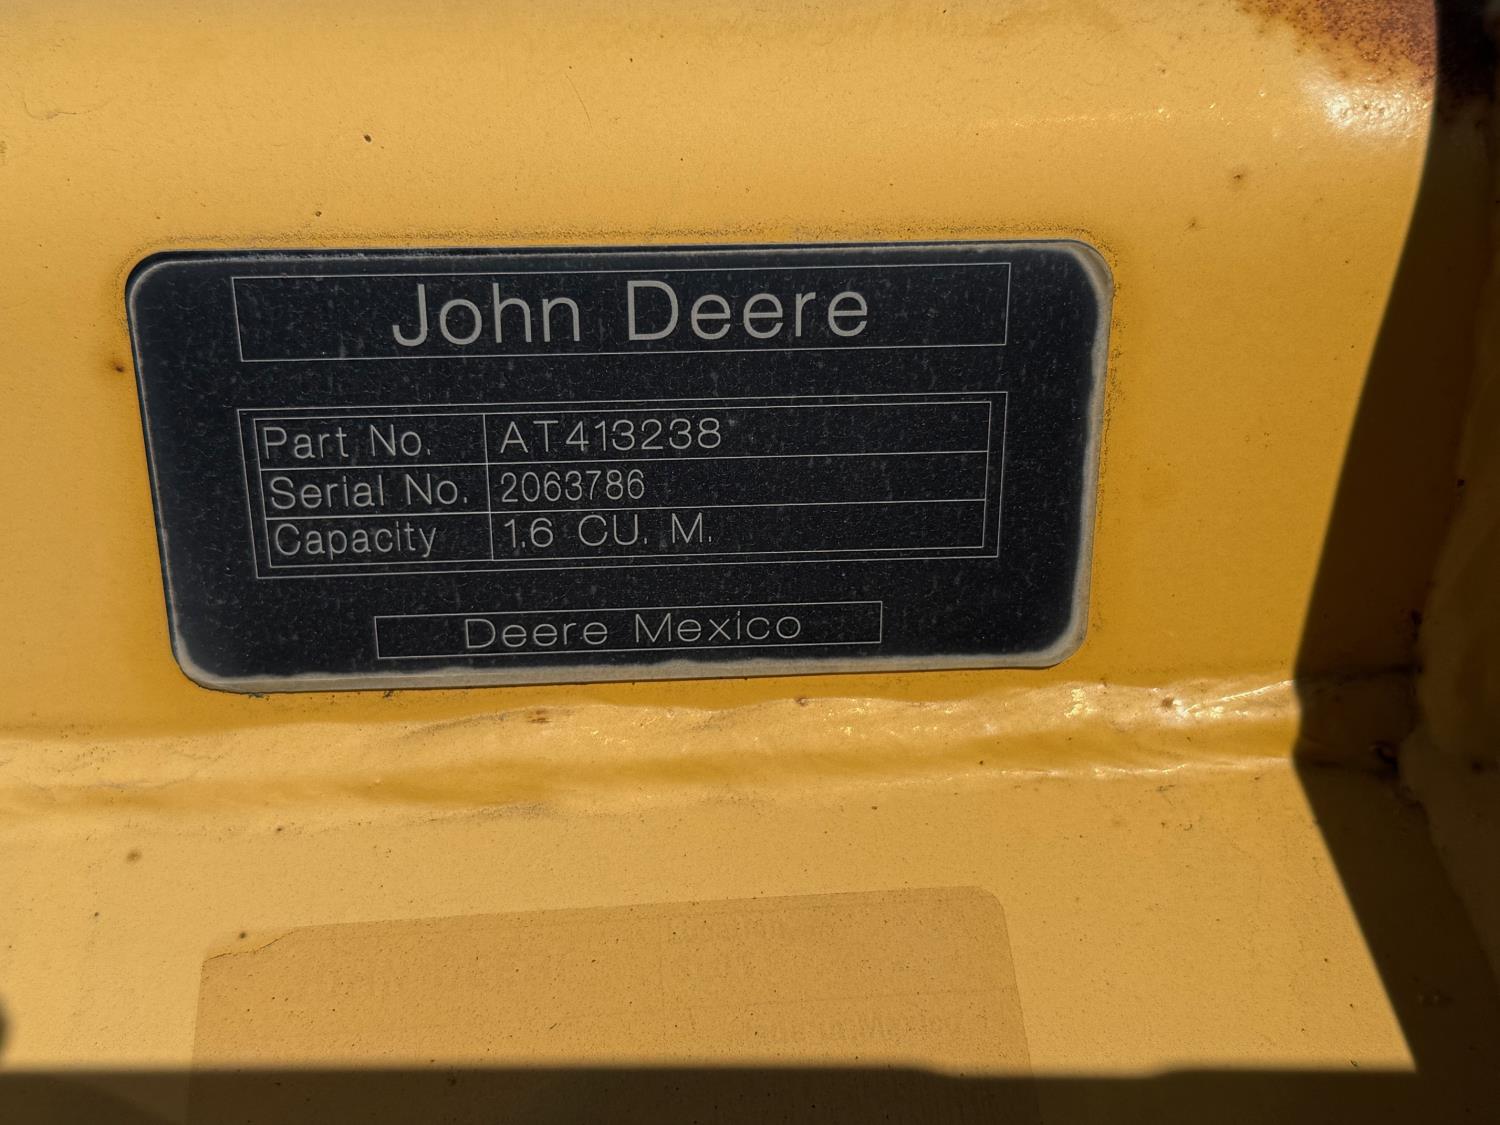 John Deere
Part No. AT413238
Serial No. 2063786
Capacity 1.6 CU. M.
Deere Mexico